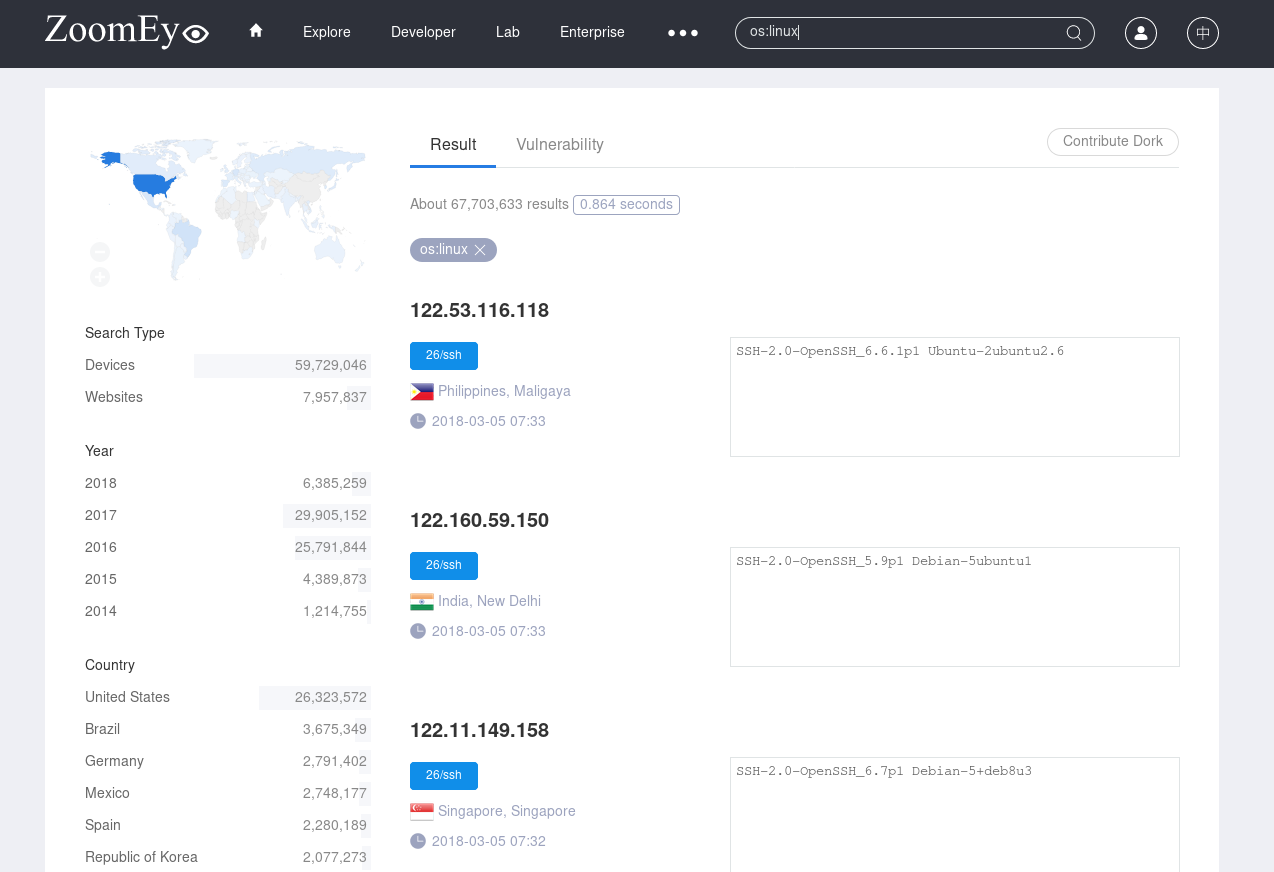 ZoomEy
Explore
Developer
Lab
Enterprise
●●●
os:linux
中
Result
Vulnerability
Contribute Dork
About 67,703,633 results 0.864 seconds
os:linux
Search Type
Devices 59,729,046
Websites 7,957,837
Year
2018 6,385,259
2017 29,905,152
2016 25,791,844
2015 4,389,873
2014 1,214,755
Country
United States 26,323,572
Brazil 3,675,349
Germany 2,791,402
Mexico 2,748,177
Spain 2,280,189
Republic of Korea 2,077,273
122.53.116.118
26/ssh
Philippines, Maligaya
2018-03-05 07:33
SSH-2.0-OpenSSH_6.6.1p1 Ubuntu-2ubuntu2.6
122.160.59.150
26/ssh
India, New Delhi
2018-03-05 07:33
SSH-2.0-OpenSSH_5.9p1 Debian-5ubuntu1
122.11.149.158
26/ssh
Singapore, Singapore
2018-03-05 07:32
SSH-2.0-OpenSSH_6.7p1 Debian-5+deb8u3